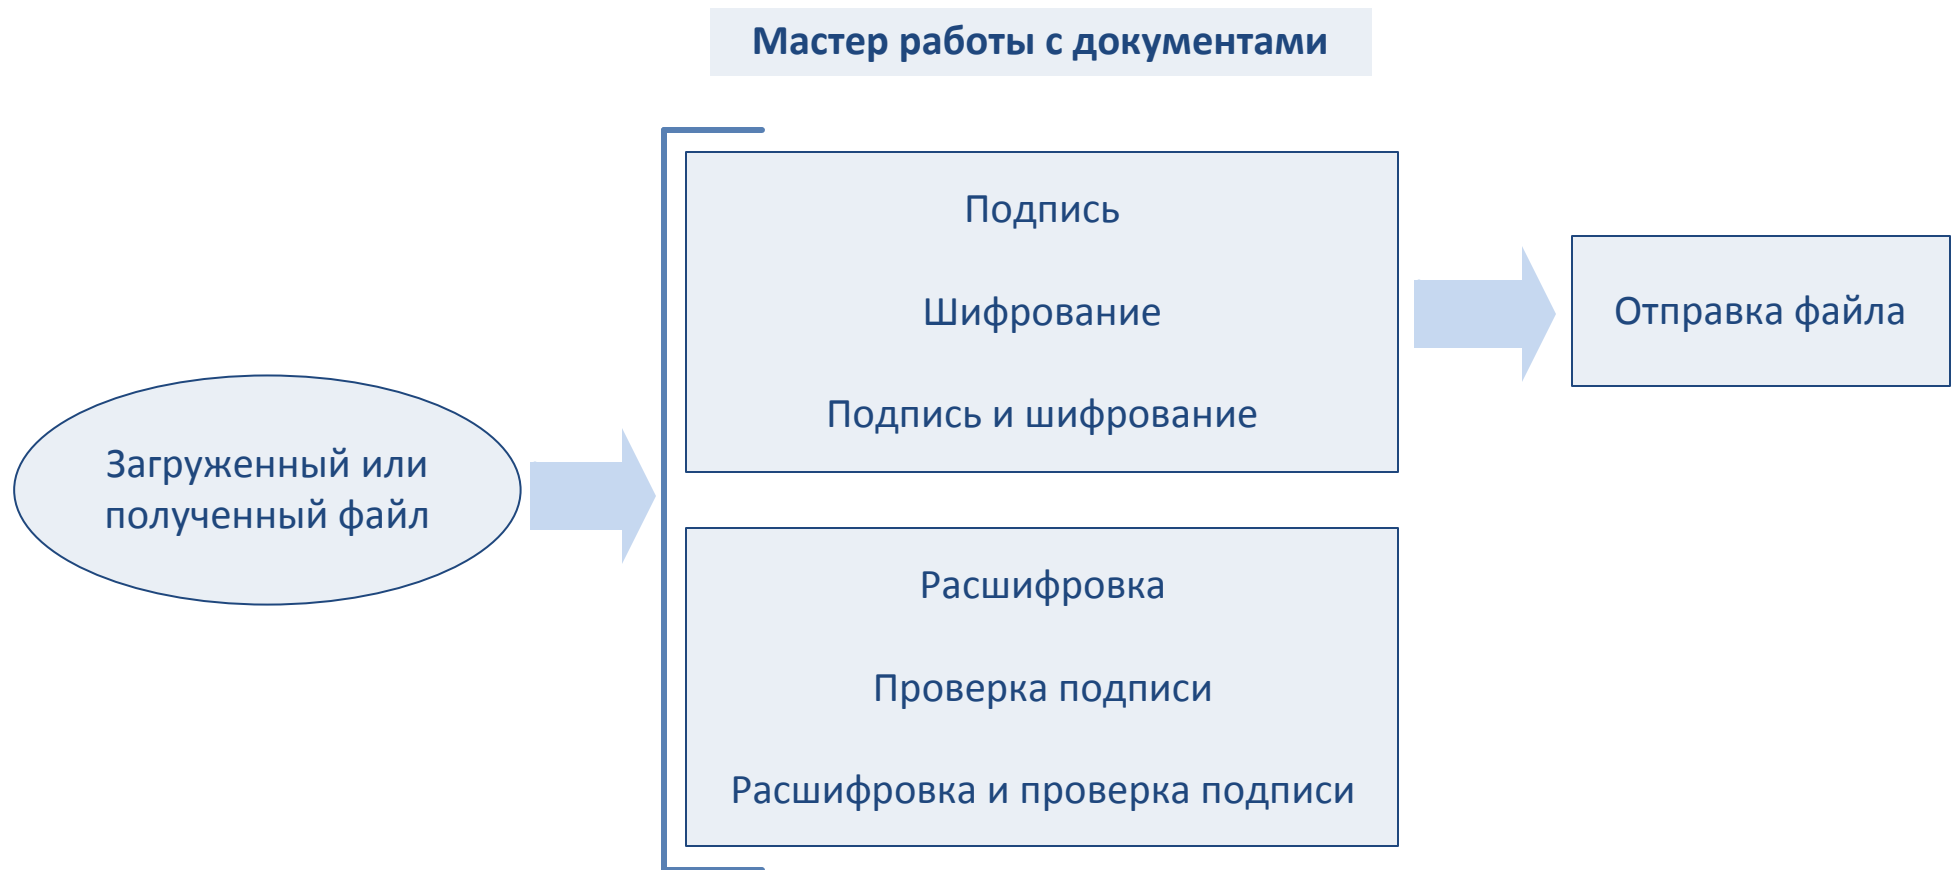 Мастер работы с документами
Загруженный или
полученный файл
Подпись
Шифрование
Подпись и шифрование
Расшифровка
Проверка подписи
Расшифровка и проверка подписи
Отправка файла